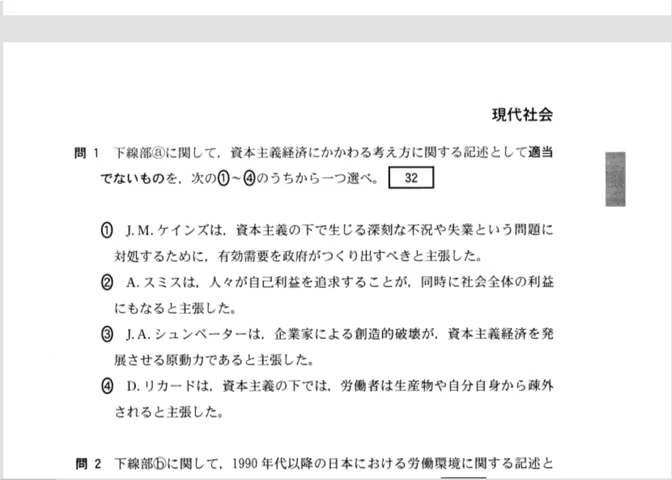 現代社会
問 1 下線部ⓐに関して，資本主義経済にかかわる考え方に関する記述として適当
でないものを，次の①～④のうちから一つ選べ。 32
① J. M. ケインズは，資本主義の下で生じる深刻な不況や失業という問題に
対処するために，有効需要を政府がつくり出すべきと主張した。
② A. スミスは，人々が自己利益を追求することが，同時に社会全体の利益
にもなると主張した。
③ J. A. シュンペーターは，企業家による創造的破壊が，資本主義経済を発
展させる原動力であると主張した。
④ D. リカードは，資本主義の下では，労働者は生産物や自分自身から疎外
されると主張した。
問 2 下線部ⓑに関して，1990 年代以降の日本における労働環境に関する記述と